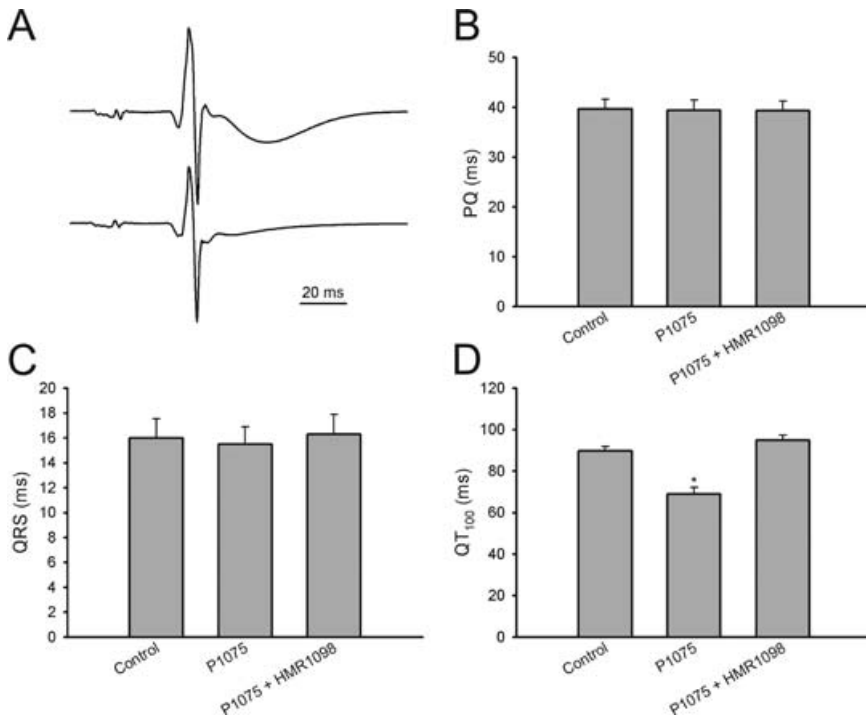 A
20 ms
B
PQ (ms)
50
40
30
20
10
0
Control
P1075
P1075 + HMR1098
C
QRS (ms)
20
18
16
14
12
10
8
6
4
2
0
Control
P1075
P1075 + HMR1098
D
QT100 (ms)
120
100
80
60
40
20
0
*
Control
P1075
P1075 + HMR1098